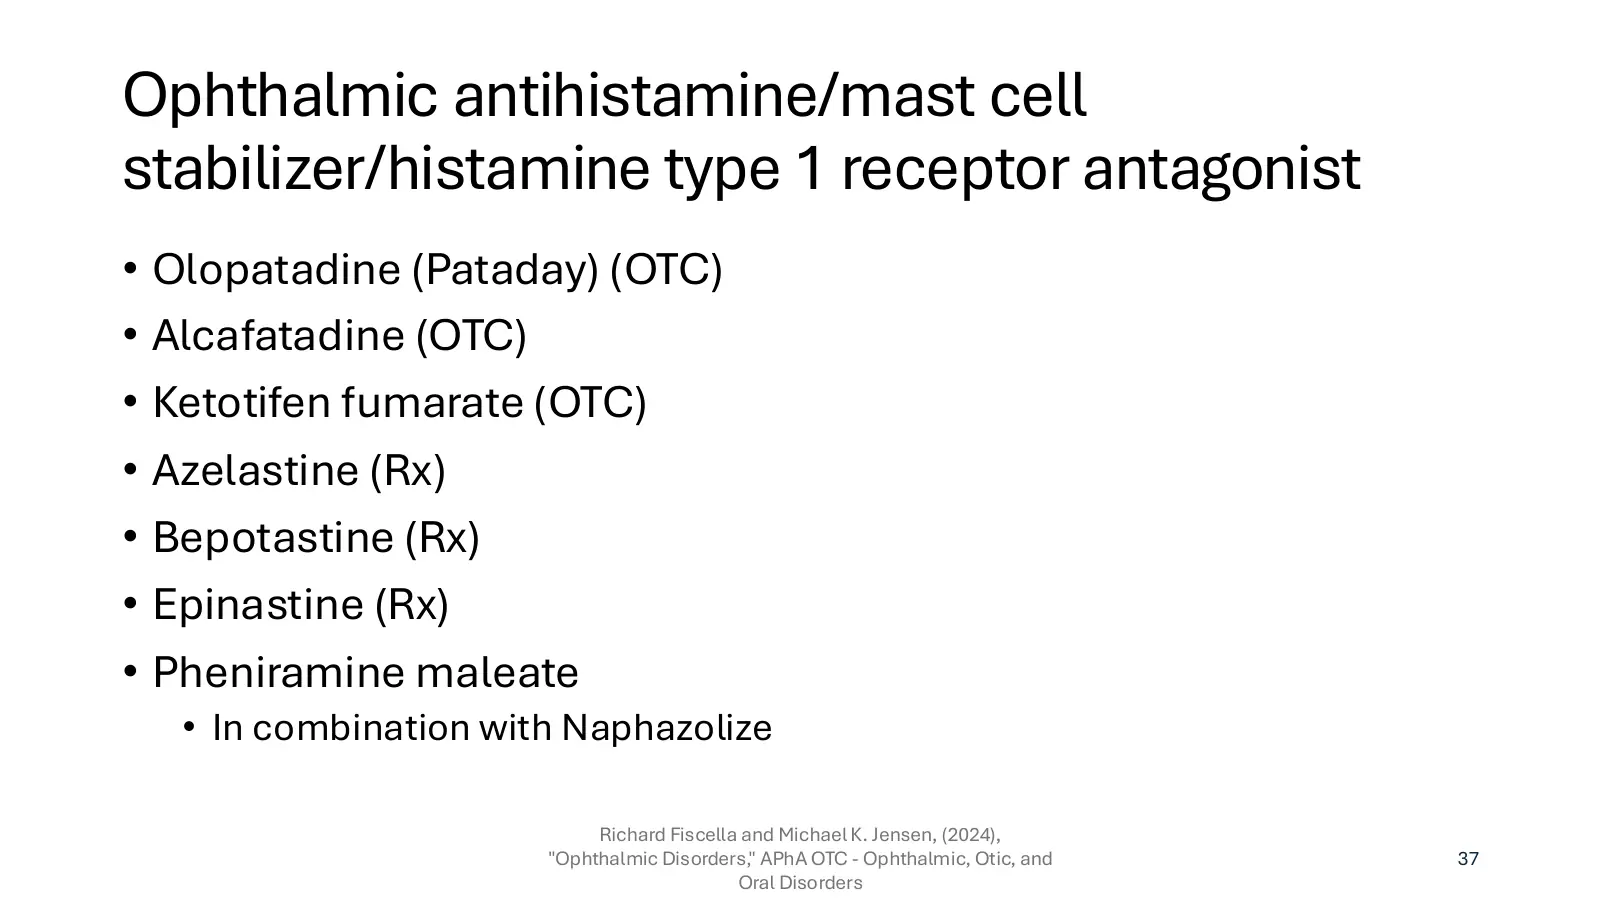 Ophthalmic antihistamine/mast cell
stabilizer/histamine type 1 receptor antagonist
• Olopatadine (Pataday) (OTC)
• Alcafatadine (OTC)
• Ketotifen fumarate (OTC)
• Azelastine (Rx)
• Bepotastine (Rx)
• Epinastine (Rx)
• Pheniramine maleate
• In combination with Naphazolize
Richard Fiscella and Michael K. Jensen, (2024),
"Ophthalmic Disorders," APhA OTC - Ophthalmic, Otic, and
Oral Disorders
37